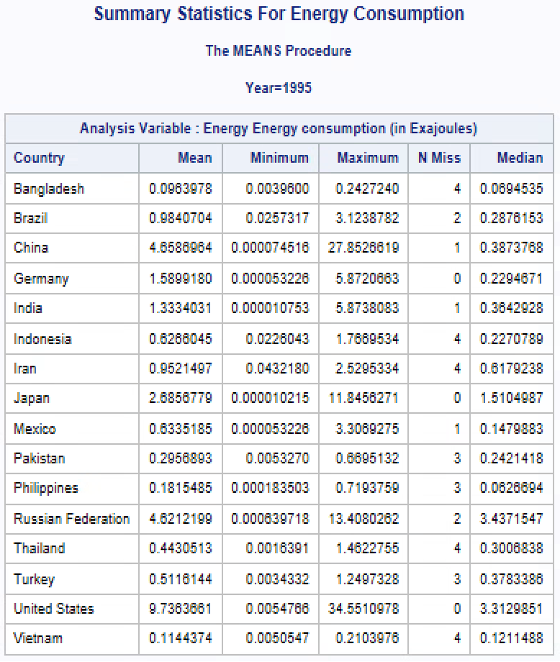 Summary Statistics For Energy Consumption
The MEANS Procedure
Year=1995
Analysis Variable : Energy Energy consumption (in Exajoules)
Country Mean Minimum Maximum N Miss Median
Bangladesh 0.0963978 0.0039600 0.2427240 4 0.0694535
Brazil 0.9840704 0.0257317 3.1238782 2 0.2876153
China 4.6586964 0.000074516 27.8526619 1 0.3873768
Germany 1.5899180 0.000053226 5.8720663 0 0.2294671
India 1.3334031 0.000010753 5.8738083 1 0.3642928
Indonesia 0.6266045 0.0226043 1.7669534 4 0.2270789
Iran 0.9521497 0.0432180 2.5295334 4 0.6179238
Japan 2.6856779 0.000010215 11.8456271 0 1.5104987
Mexico 0.6335185 0.000053226 3.3069275 1 0.1479883
Pakistan 0.2956893 0.0053270 0.6695132 3 0.2421418
Philippines 0.1815485 0.000183503 0.7193759 3 0.0626694
Russian Federation 4.6212199 0.000639718 13.4080262 2 3.4371547
Thailand 0.4430513 0.0016391 1.4622755 4 0.3006838
Turkey 0.5116144 0.0034332 1.2497328 3 0.3783386
United States 9.7363661 0.0054766 34.5510978 0 3.3129851
Vietnam 0.1144374 0.0050547 0.2103976 4 0.1211488